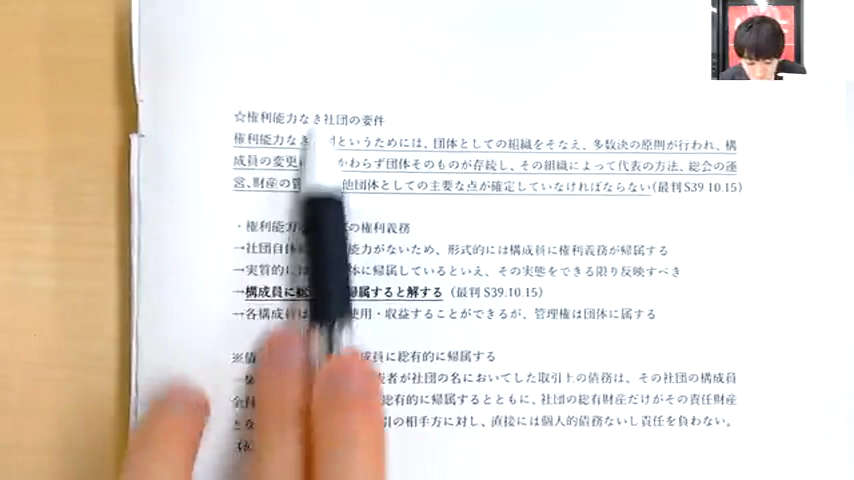 ☆権利能力なき社団の要件
権利能力なき 団というためには、団体としての組織をそなえ、多数決の原則が行われ、構
成員の変更 かわらず団体そのものが存続し、その組織によって代表の方法、総会の運
営、財産の管 他団体としての主要な点が確定していなければならない(最判S39 10.15)
・権利能力 の権利義務
→社団自体 能力がないため、形式的には構成員に権利義務が帰属する
→実質的に 体に帰属しているといえ、その実態をできる限り反映すべき
→構成員に 帰属すると解する (最判 S39.10.15)
→各構成員は 使用・収益することができるが、管理権は団体に属する
※債 成員に総有的に帰属する
者が社団の名においてした取引上の債務は、その社団の構成員
全 総有的に帰属するとともに、社団の総有財産だけがその責任財産
とな 引の相手方に対し、直接には個人的債務ないし責任を負わない。